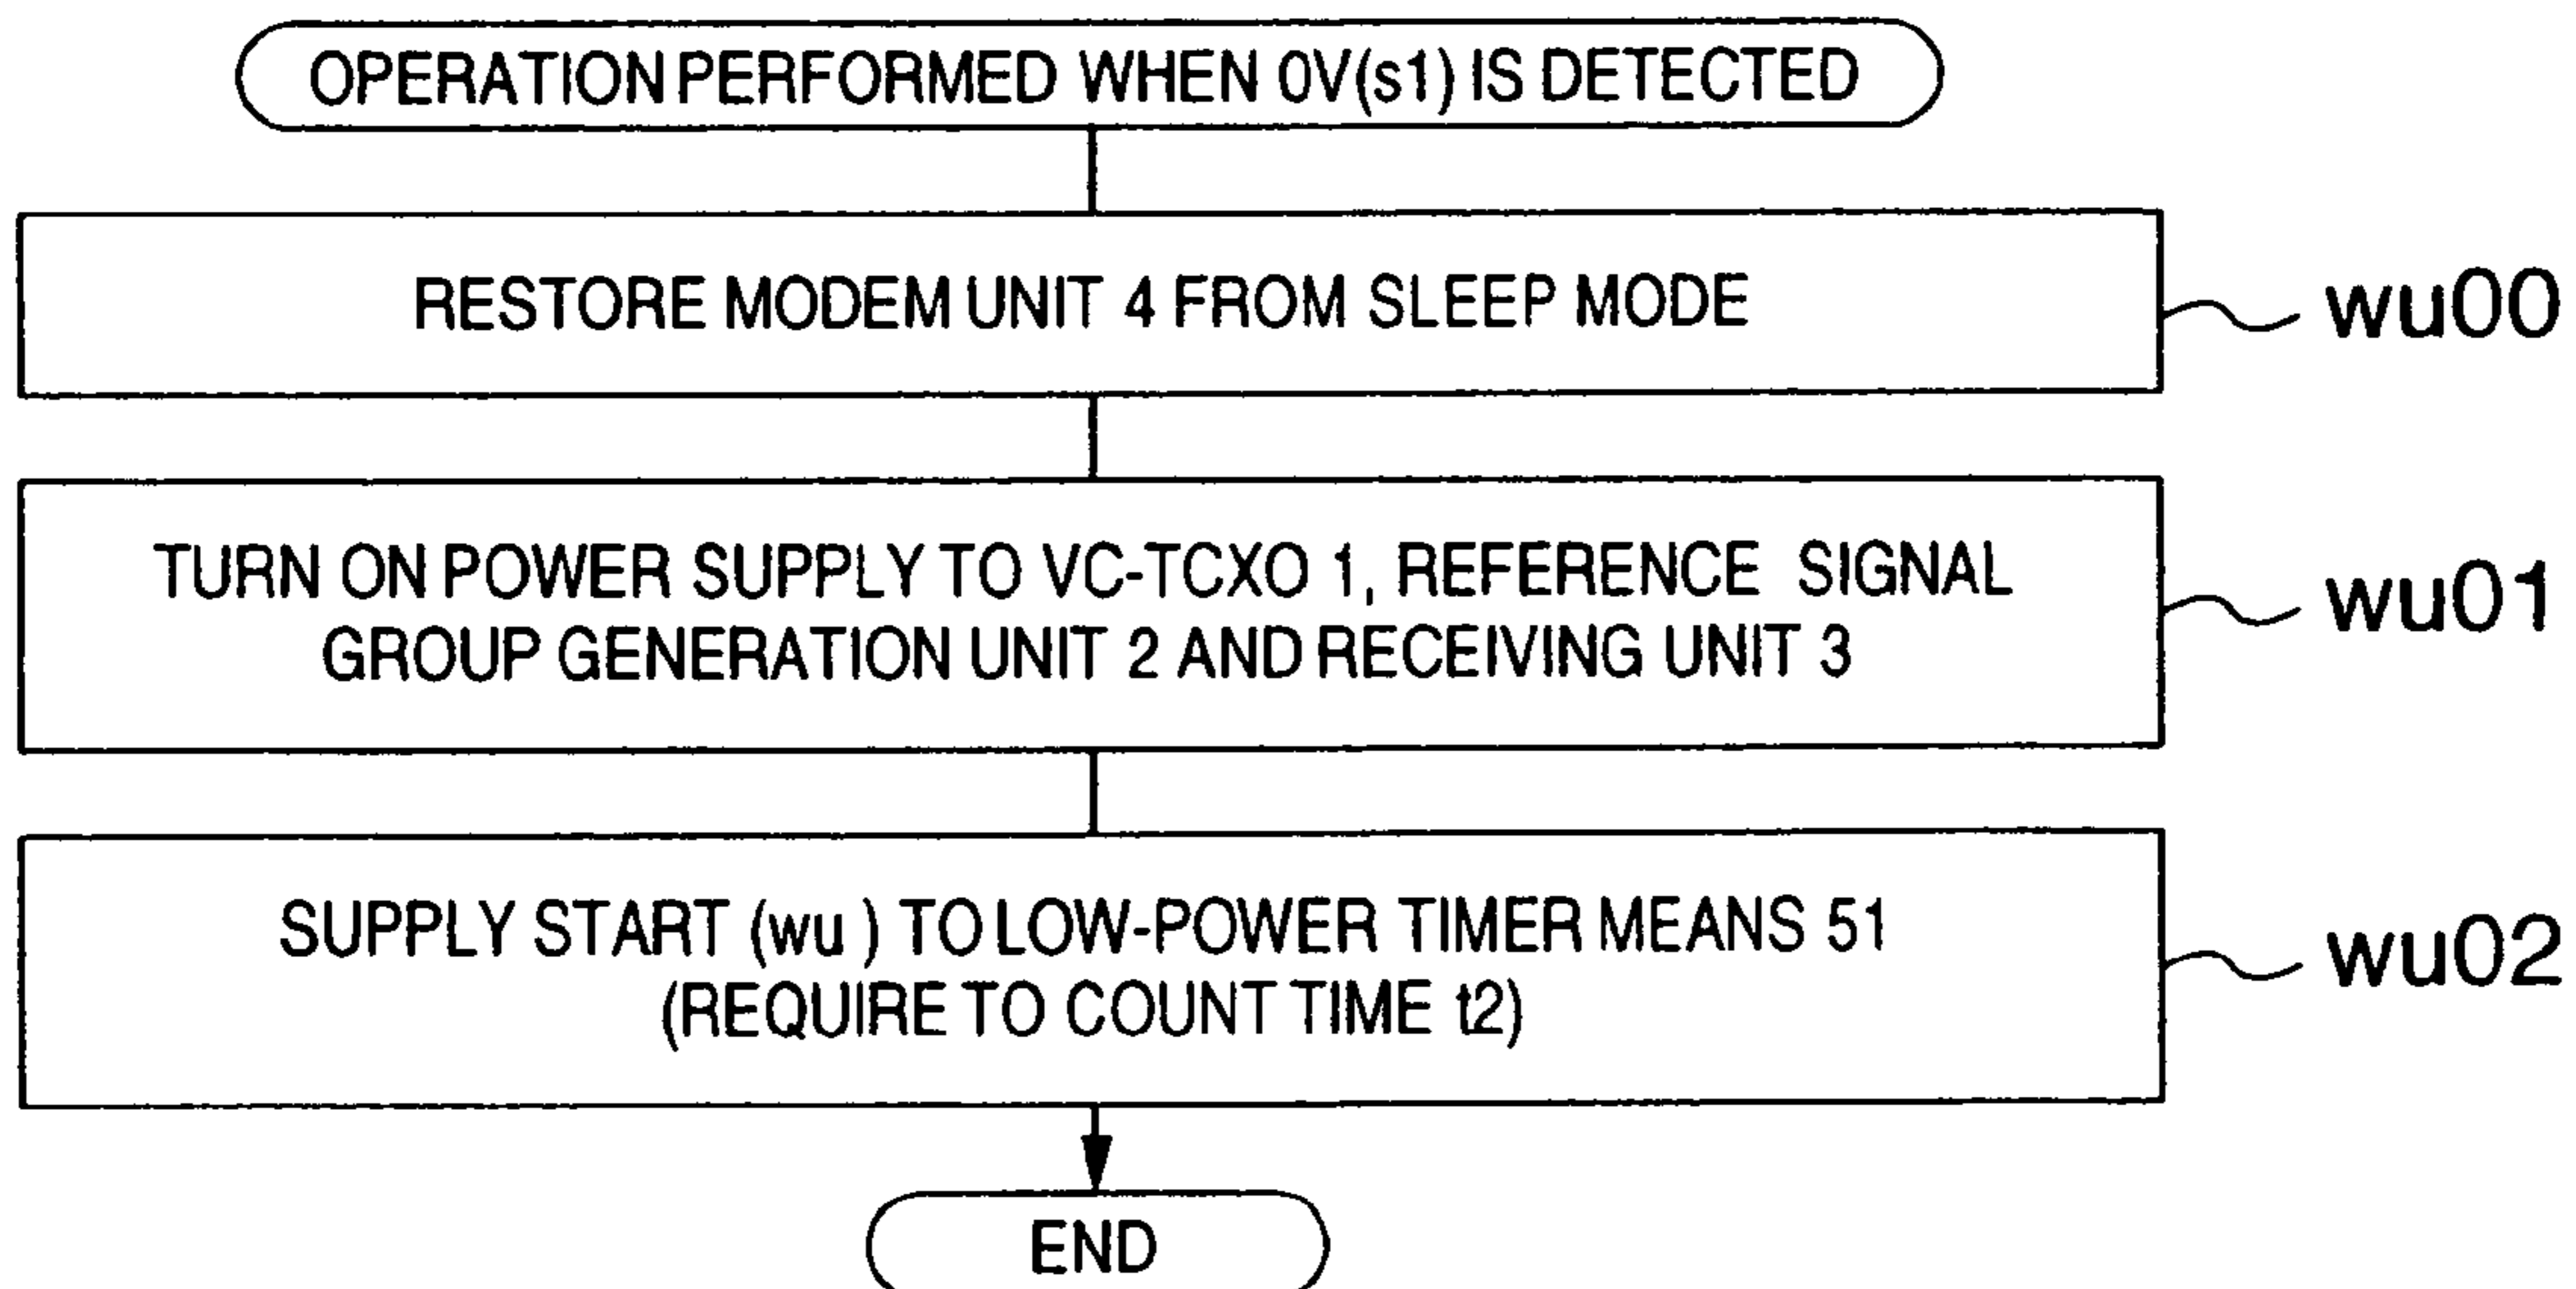 OPERATION PERFORMED WHEN 0V(s1) IS DETECTED
RESTORE MODEM UNIT 4 FROM SLEEP MODE
wu00
TURN ON POWER SUPPLY TO VC-TCXO 1, REFERENCE SIGNAL
GROUP GENERATION UNIT 2 AND RECEIVING UNIT 3
wu01
SUPPLY START (wu ) TO LOW-POWER TIMER MEANS 51
(REQUIRE TO COUNT TIME t2)
wu02
END